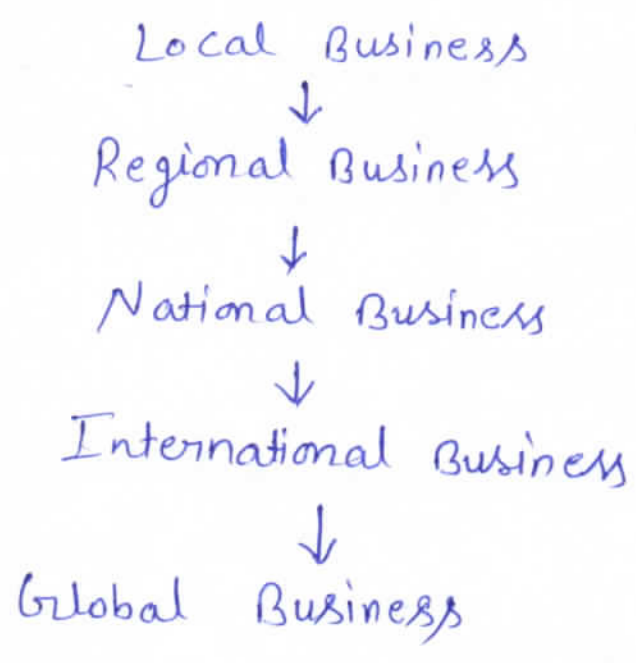 Local Business
↓
Regional Business
↓
National Business
↓
International Business
↓
Global Business